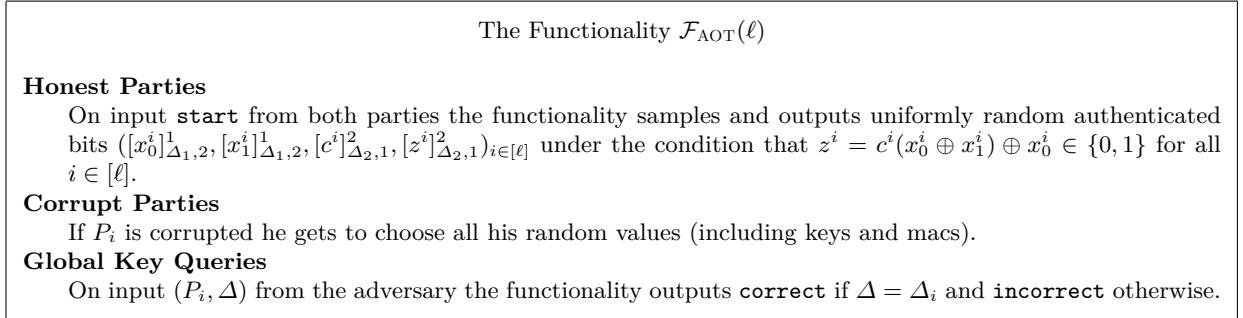 The Functionality $\mathcal{F}_{\mathrm{AOT}}(\ell)$
Honest Parties
On input start from both parties the functionality samples and outputs uniformly random authenticated
bits $([x_0^i]^1_{\Delta_1,2}, [x_1^i]^1_{\Delta_1,2}, [c^i]^2_{\Delta_2,1}, [z^i]^2_{\Delta_2,1})_{i\in[\ell]}$ under the condition that $z^i = c^i(x_0^i \oplus x_1^i) \oplus x_0^i \in \{0, 1\}$ for all
$i \in [\ell]$.
Corrupt Parties
If $P_i$ is corrupted he gets to choose all his random values (including keys and macs).
Global Key Queries
On input $(P_i, \Delta)$ from the adversary the functionality outputs correct if $\Delta = \Delta_i$ and incorrect otherwise.